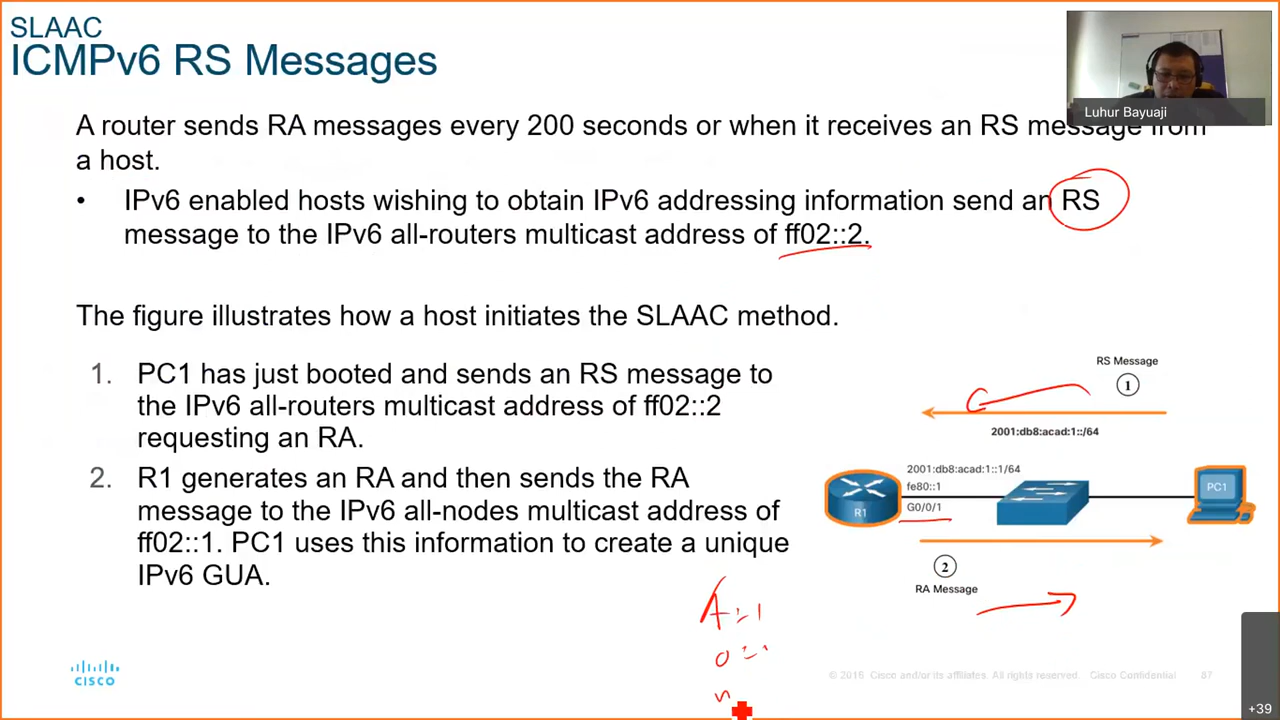 SLAAC
ICMPv6 RS Messages
Luhur Bayuaji
A router sends RA messages every 200 seconds or when it receives an RS message from
a host.
• IPv6 enabled hosts wishing to obtain IPv6 addressing information send an RS
message to the IPv6 all-routers multicast address of ff02::2.
The figure illustrates how a host initiates the SLAAC method.
1. PC1 has just booted and sends an RS message to
the IPv6 all-routers multicast address of ff02::2
requesting an RA.
2. R1 generates an RA and then sends the RA
message to the IPv6 all-nodes multicast address of
ff02::1. PC1 uses this information to create a unique
IPv6 GUA.
RS Message
1
2001:db8:acad:1::/64
2001:db8:acad:1::1/64
fe80::1
G0/0/1
R1
PC1
2
RA Message
A=1
CISCO
© 2016 Cisco and/or its affiliates. All rights reserved. Cisco Confidential 87
+39